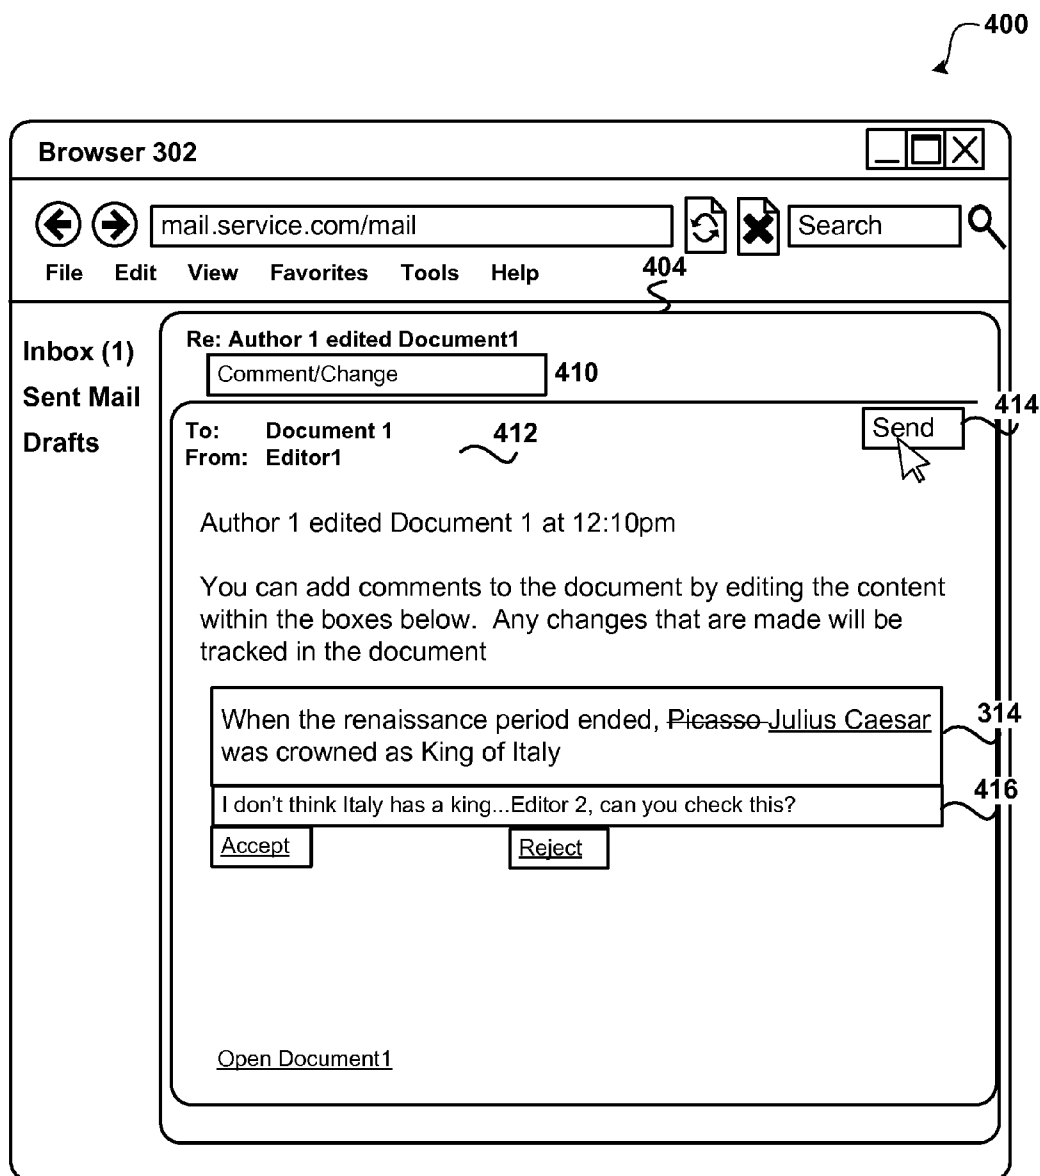 400
Browser 302
mail.service.com/mail
Search
File Edit View Favorites Tools Help
404
Inbox (1)
Sent Mail
Drafts
Re: Author 1 edited Document1
Comment/Change
410
To: Document 1
From: Editor1
412
Send
414
Author 1 edited Document 1 at 12:10pm
You can add comments to the document by editing the content
within the boxes below. Any changes that are made will be
tracked in the document
When the renaissance period ended, Picasso Julius Caesar
was crowned as King of Italy
314
I don't think Italy has a king...Editor 2, can you check this?
416
Accept
Reject
Open Document1